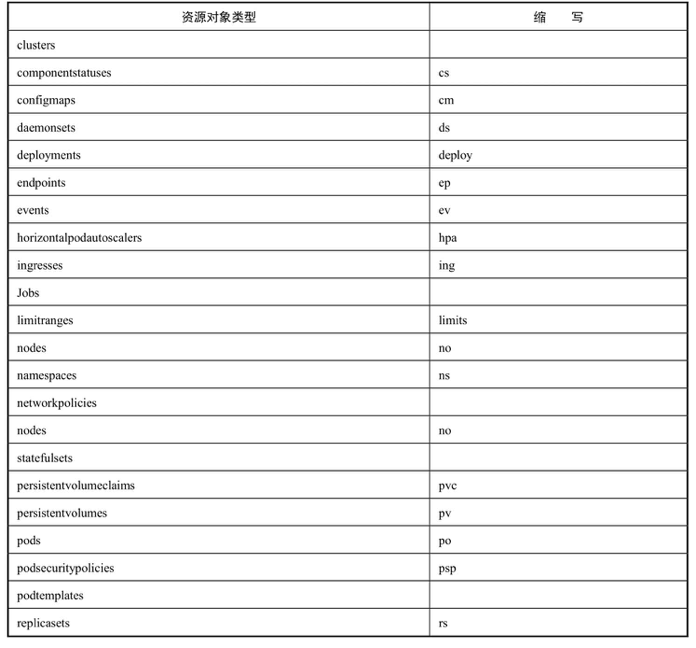 资源对象类型 缩 写
clusters
componentstatuses cs
configmaps cm
daemonsets ds
deployments deploy
endpoints ep
events ev
horizontalpodautoscalers hpa
ingresses ing
Jobs
limitranges limits
nodes no
namespaces ns
networkpolicies
nodes no
statefulsets
persistentvolumeclaims pvc
persistentvolumes pv
pods po
podsecuritypolicies psp
podtemplates
replicasets rs